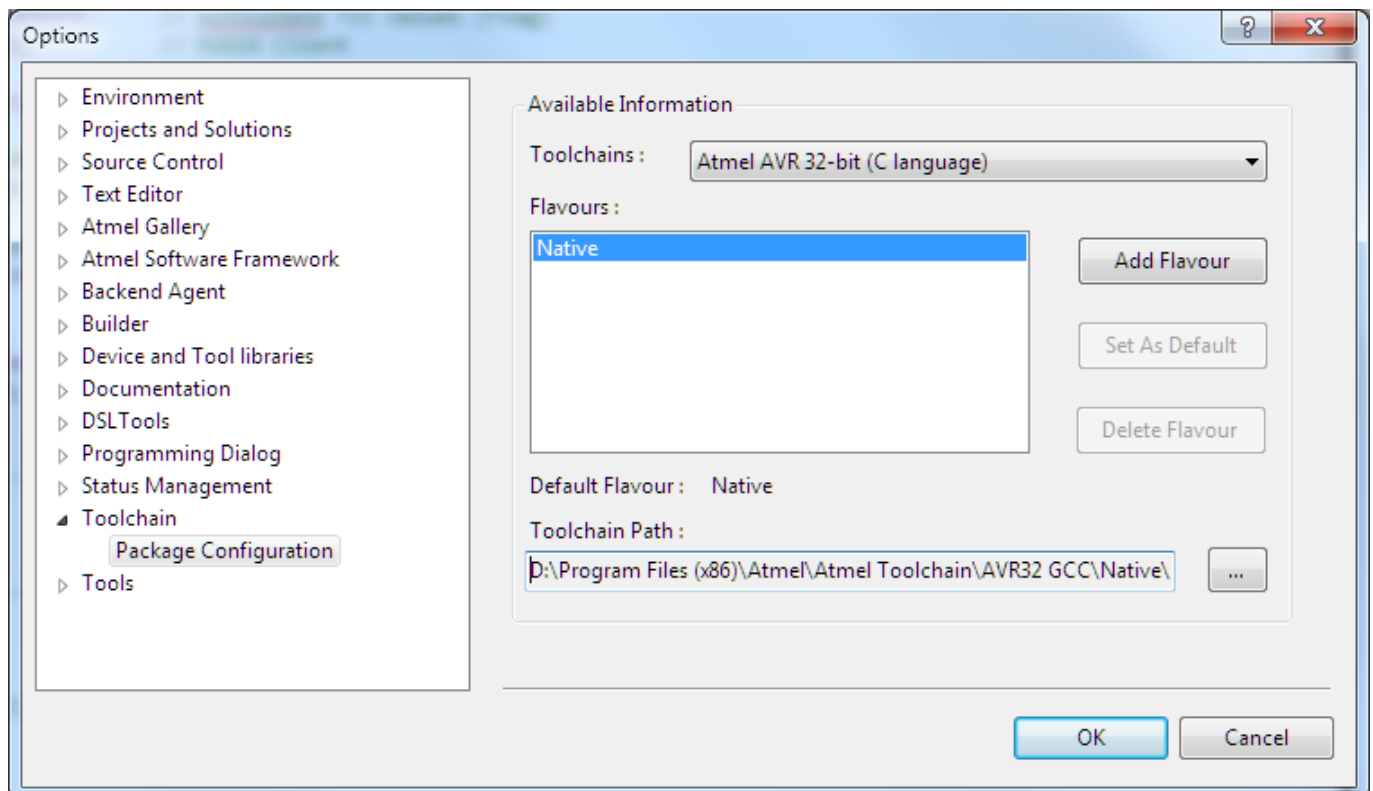 Options
Environment
Projects and Solutions
Source Control
Text Editor
Atmel Gallery
Atmel Software Framework
Backend Agent
Builder
Device and Tool libraries
Documentation
DSLTools
Programming Dialog
Status Management
Toolchain
Package Configuration
Tools
Available Information
Toolchains :
Atmel AVR 32-bit (C language)
Flavours :
Native
Add Flavour
Set As Default
Delete Flavour
Default Flavour : Native
Toolchain Path :
D:\Program Files (x86)\Atmel\Atmel Toolchain\AVR32 GCC\Native\
...
OK
Cancel